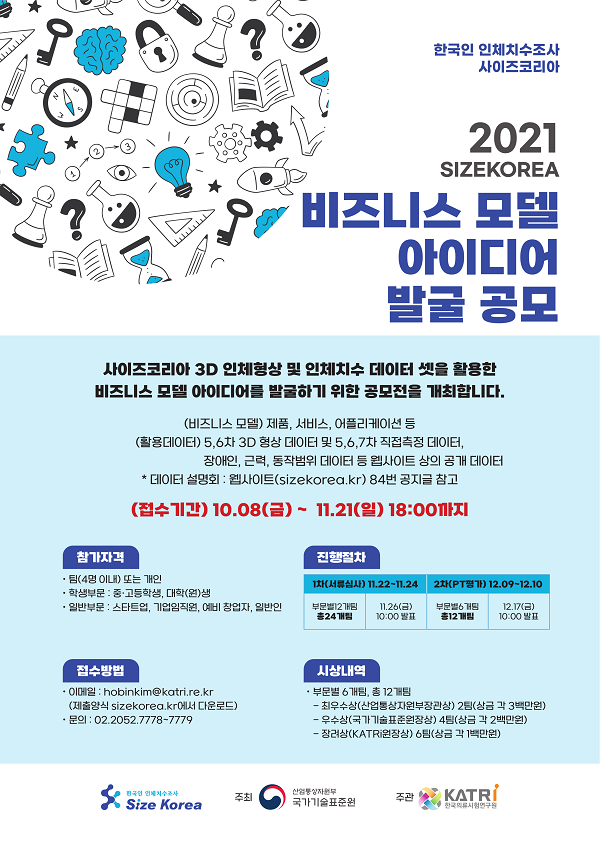 한국인 인체치수조사
사이즈코리아
2021
SIZEKOREA
비즈니스 모델
아이디어
발굴 공모
사이즈코리아 3D 인체형상 및 인체치수 데이터 셋을 활용한
비즈니스 모델 아이디어를 발굴하기 위한 공모전을 개최합니다.
(비즈니스 모델) 제품, 서비스, 어플리케이션 등
(활용데이터) 5,6차 3D 형상 데이터 및 5,6,7차 직접측정 데이터,
장애인, 근력, 동작범위 데이터 등 웹사이트 상의 공개 데이터
* 데이터 설명회 : 웹사이트(sizekorea.kr) 84번 공지글 참고
(접수기간) 10.08(금) ~ 11.21(일) 18:00까지
참가자격
· 팀(4명 이내) 또는 개인
· 학생부문 : 중·고등학생, 대학(원)생
· 일반부문 : 스타트업, 기업임직원, 예비 창업자, 일반인
진행절차
1차(서류심사) 11.22~11.24 2차(PT평가) 12.09~12.10
부문별12개팀 11.26(금) 부문별6개팀 12.17(금)
총24개팀 10:00 발표 총12개팀 10:00 발표
접수방법
· 이메일 : hobinkim@katri.re.kr
(제출양식 sizekorea.kr에서 다운로드)
· 문의 : 02.2052.7778~7779
시상내역
· 부문별 6개팀, 총 12개팀
– 최우수상(산업통상자원부장관상) 2팀(상금 각 3백만원)
– 우수상(국가기술표준원장상) 4팀(상금 각 2백만원)
– 장려상(KATRi원장상) 6팀(상금 각 1백만원)
한국인 인체치수조사
Size Korea
주최 산업통상자원부
국가기술표준원
주관 KATRi
한국의류시험연구원